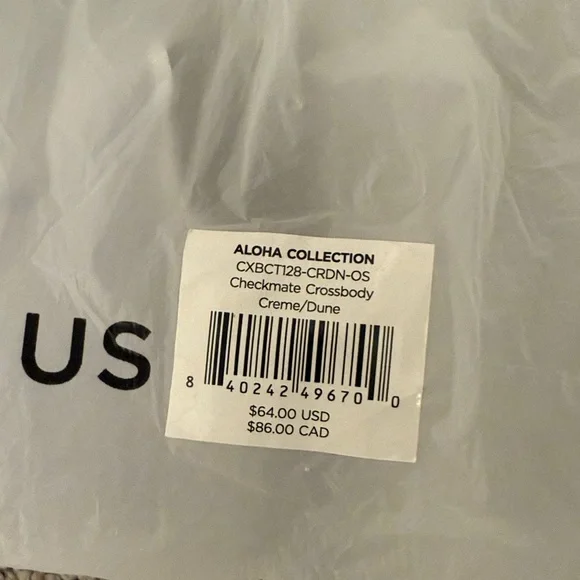 ALOHA COLLECTION
CXBCT128-CRDN-OS
Checkmate Crossbody
Creme/Dune
US
8 40242 49670 0
$64.00 USD
$86.00 CAD